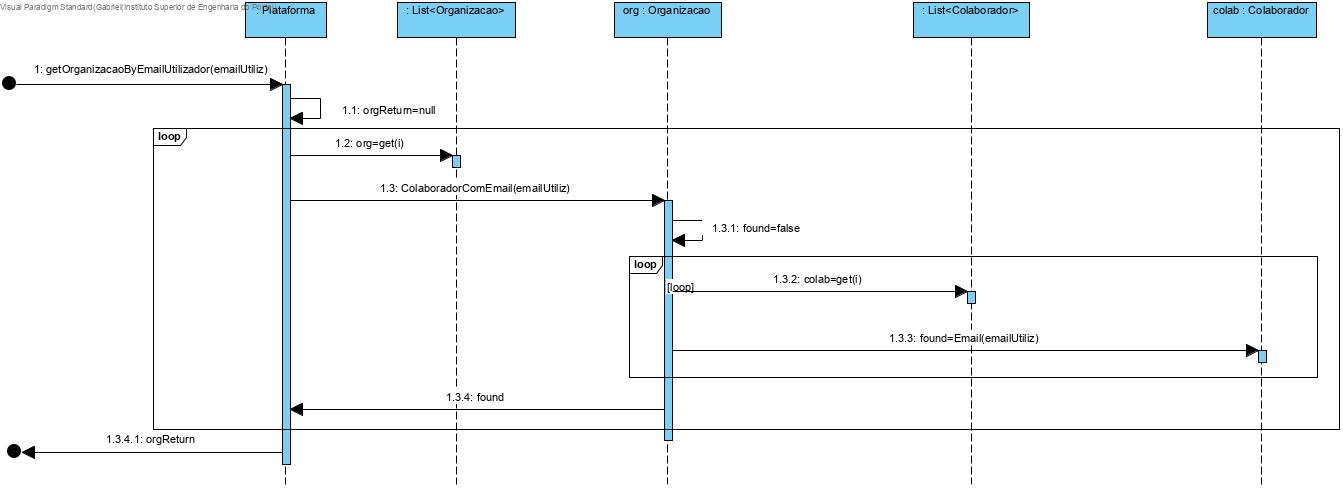 Visual Paradigm Standard(Gabriel(Instituto Superior de Engenharia do Porto))
: Plataforma
: List<Organizacao>
org : Organizacao
: List<Colaborador>
colab : Colaborador
1: getOrganizacaoByEmailUtilizador(emailUtiliz)
1.1: orgReturn=null
loop
1.2: org=get(i)
1.3: ColaboradorComEmail(emailUtiliz)
1.3.1: found=false
loop
[loop]
1.3.2: colab=get(i)
1.3.3: found=Email(emailUtiliz)
1.3.4: found
1.3.4.1: orgReturn